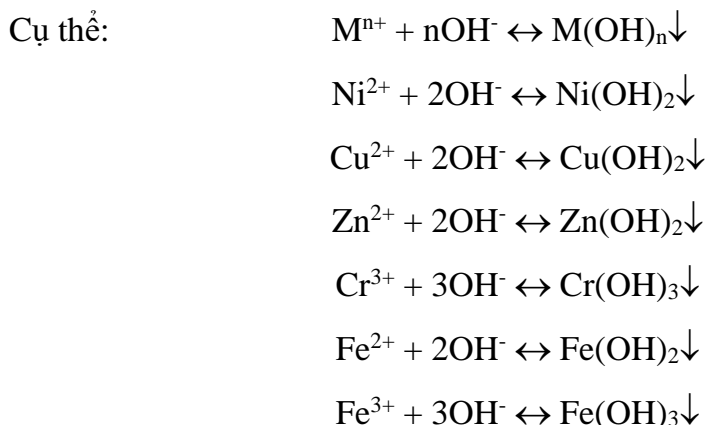 Cụ thể: Mⁿ⁺ + nOH⁻ ↔ M(OH)ₙ↓
Ni²⁺ + 2OH⁻ ↔ Ni(OH)₂↓
Cu²⁺ + 2OH⁻ ↔ Cu(OH)₂↓
Zn²⁺ + 2OH⁻ ↔ Zn(OH)₂↓
Cr³⁺ + 3OH⁻ ↔ Cr(OH)₃↓
Fe²⁺ + 2OH⁻ ↔ Fe(OH)₂↓
Fe³⁺ + 3OH⁻ ↔ Fe(OH)₃↓